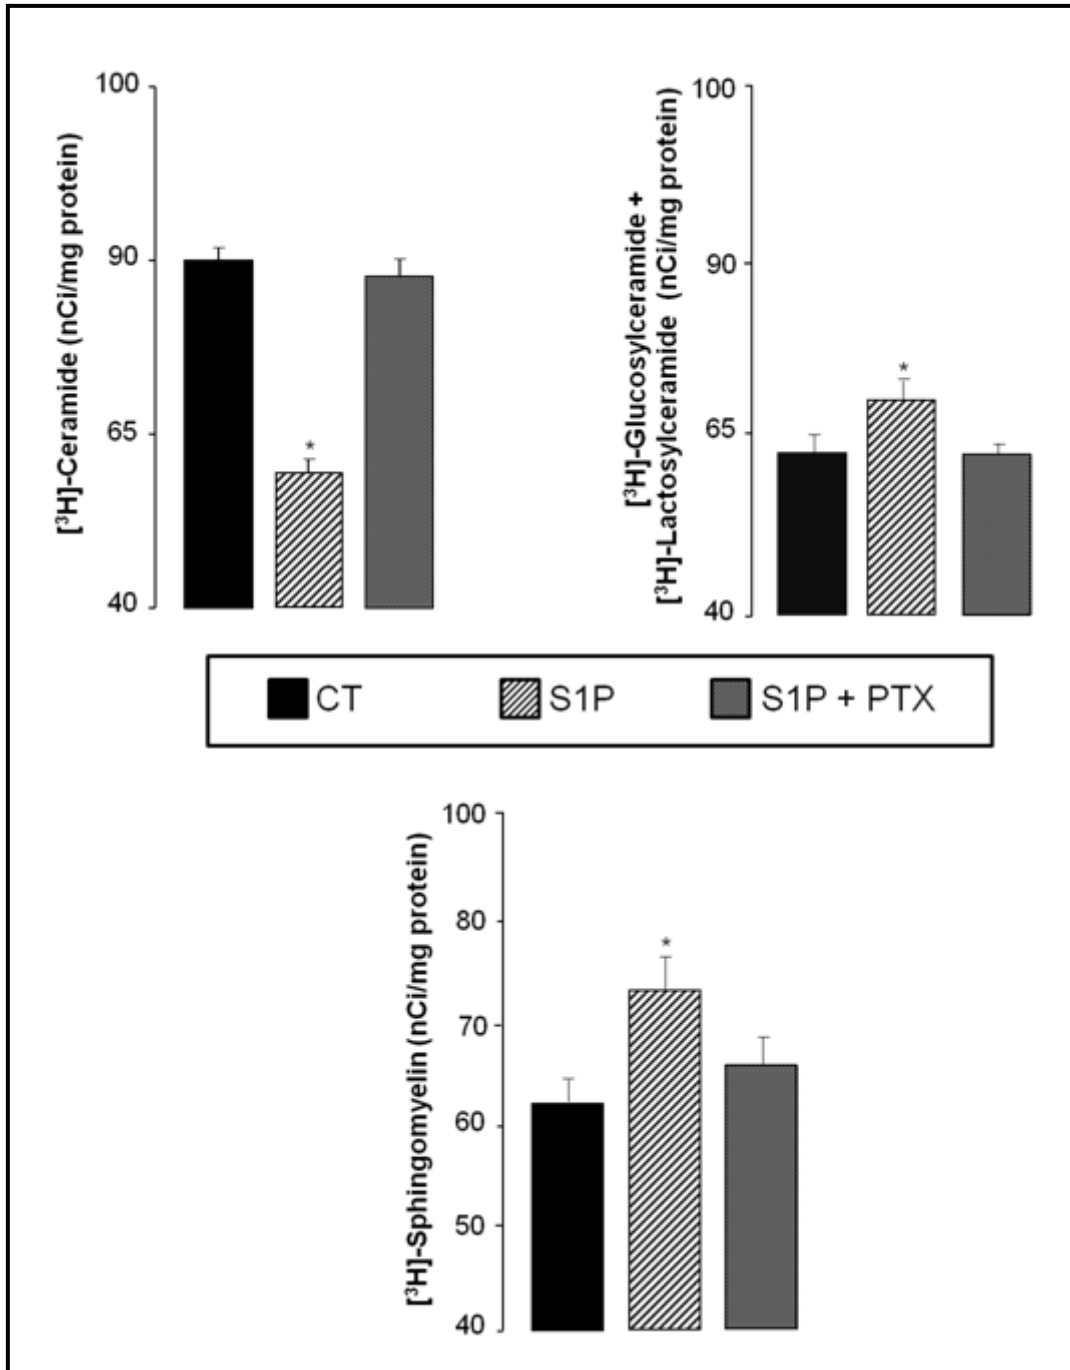 [³H]-Ceramide (nCi/mg protein)
100
90
65
40
*
[³H]-Glucosylceramide +
[³H]-Lactosylceramide (nCi/mg protein)
100
90
65
40
*
CT
S1P
S1P + PTX
[³H]-Sphingomyelin (nCi/mg protein)
100
80
70
60
50
40
*